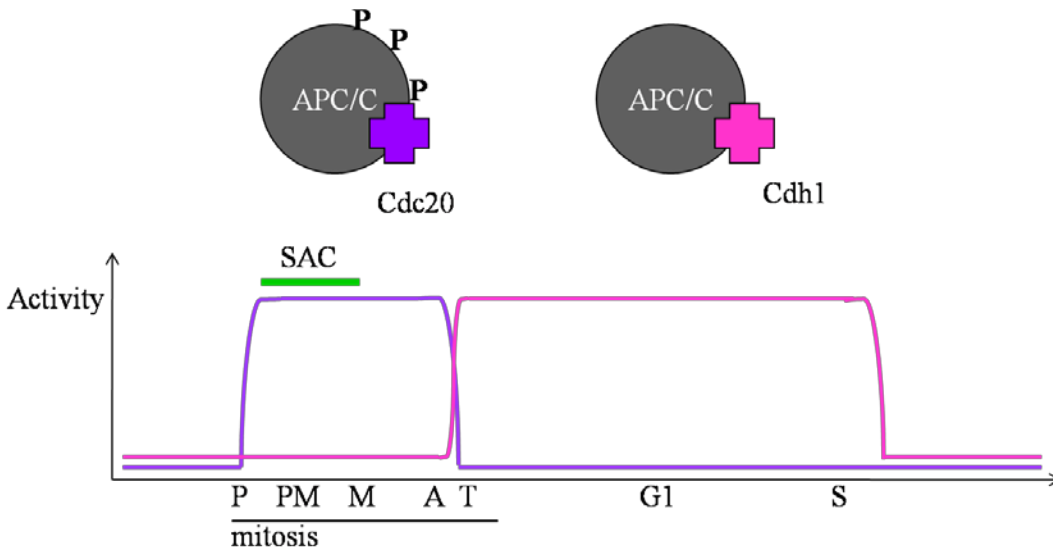 P
P
P
APC/C
APC/C
Cdc20
Cdh1
SAC
Activity
P PM M A T G1 S
mitosis